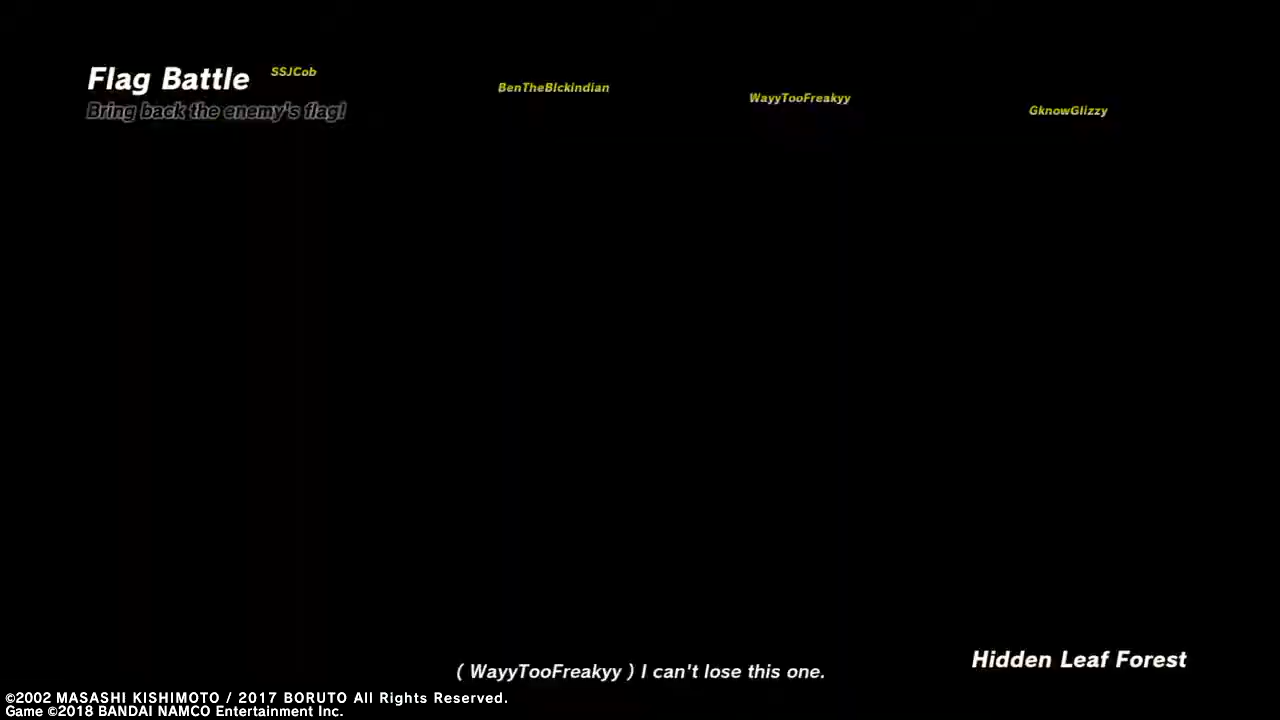 Flag Battle
SSJCob
Bring back the enemy's flag!
BenTheBlckindian
WayyTooFreakyy
GknowGlizzy
Hidden Leaf Forest
( WayyTooFreakyy ) I can't lose this one.
©2002 MASASHI KISHIMOTO / 2017 BORUTO All Rights Reserved.
Game ©2018 BANDAI NAMCO Entertainment Inc.